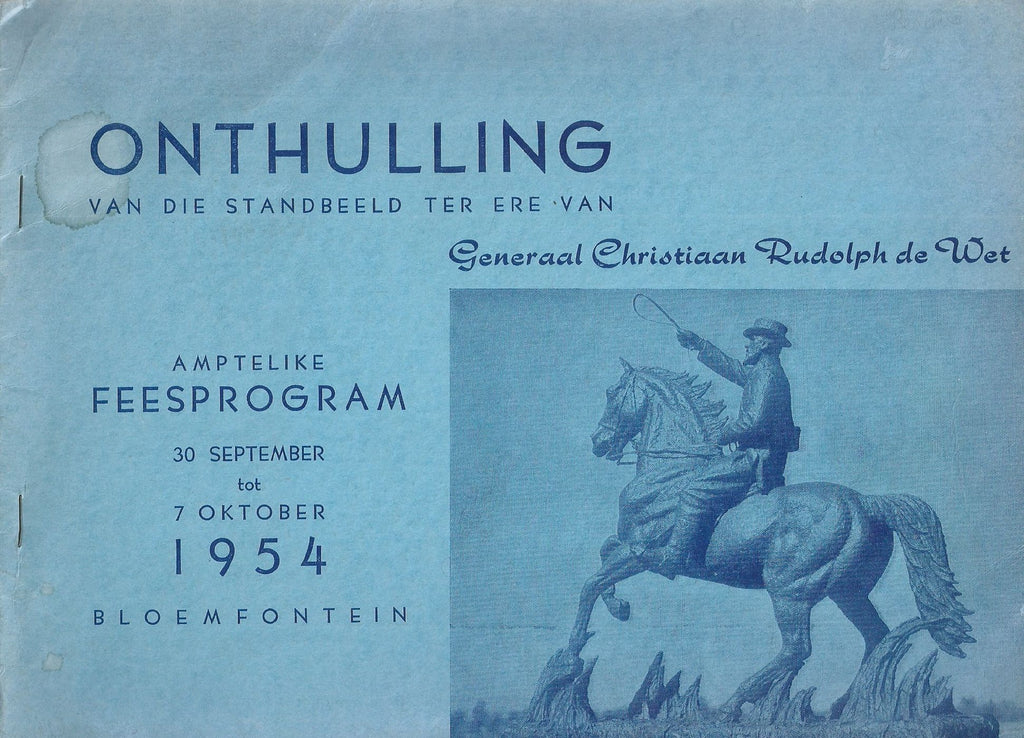 ONTHULLING
VAN DIE STANDBEELD TER ERE VAN
Generaal Christiaan Rudolph de Wet
AMPTELIKE
FEESPROGRAM
30 SEPTEMBER
tot
7 OKTOBER
1954
BLOEMFONTEIN